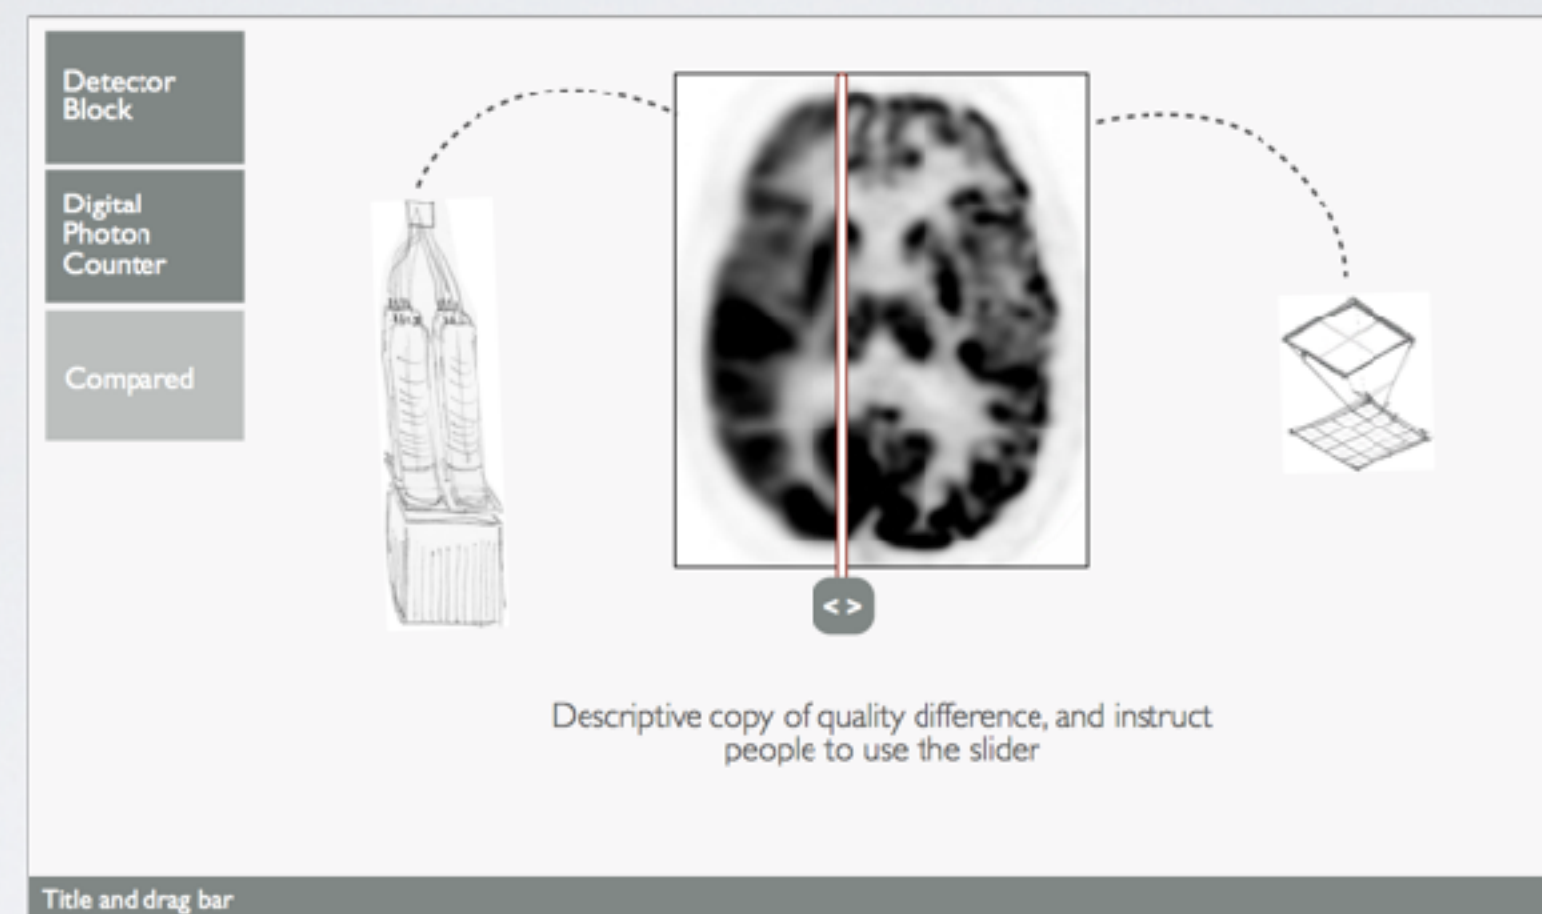 Detector
Block
Digital
Photon
Counter
Compared
< >
Descriptive copy of quality difference, and instruct
people to use the slider
Title and drag bar